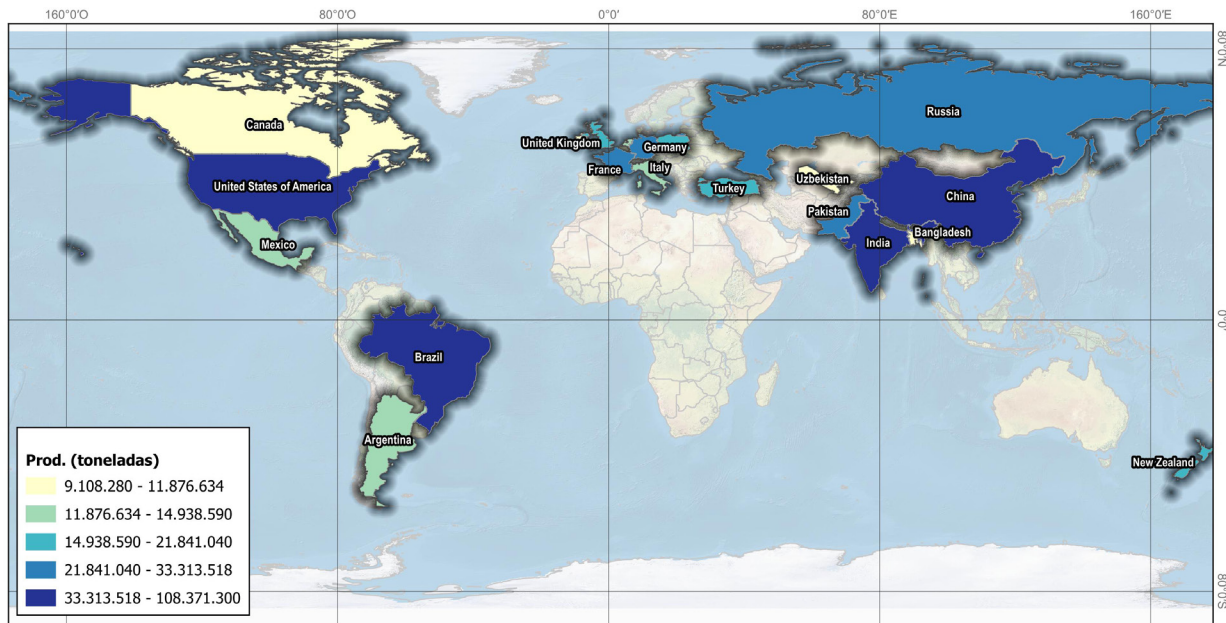 160°0'O 80°0'O 0°0' 80°0'E 160°0'E
80°0'N
Russia
Canada
United Kingdom
Germany
France
Italy
Uzbekistan
United States of America
Turkey
China
Pakistan
Bangladesh
Mexico
India
0°0'
Brazil
Argentina
New Zealand
Prod. (toneladas)
9.108.280 - 11.876.634
11.876.634 - 14.938.590
14.938.590 - 21.841.040
21.841.040 - 33.313.518
33.313.518 - 108.371.300
80°0'S